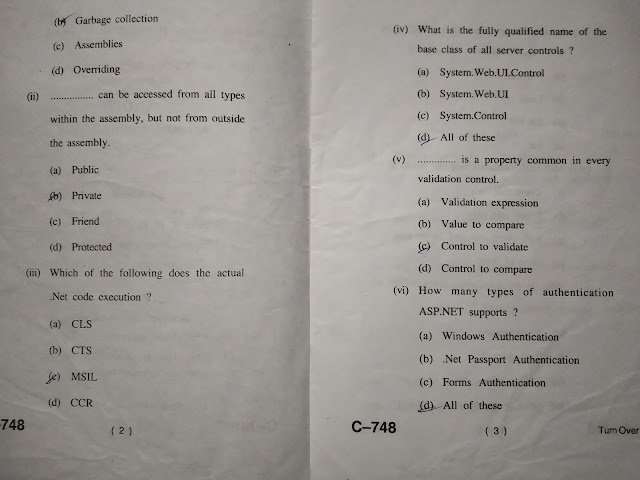 (b) Garbage collection
(c) Assemblies
(d) Overriding
(ii) ................ can be accessed from all types
within the assembly, but not from outside
the assembly.
(a) Public
(b) Private
(c) Friend
(d) Protected
(iii) Which of the following does the actual
.Net code execution ?
(a) CLS
(b) CTS
(c) MSIL
(d) CCR
-748
( 2 )
(iv) What is the fully qualified name of the
base class of all server controls ?
(a) System.Web.UI.Control
(b) System.Web.UI
(c) System.Control
(d) All of these
(v) .............. is a property common in every
validation control.
(a) Validation expression
(b) Value to compare
(c) Control to validate
(d) Control to compare
(vi) How many types of authentication
ASP.NET supports ?
(a) Windows Authentication
(b) .Net Passport Authentication
(c) Forms Authentication
(d) All of these
C–748
( 3 )
Turn Over